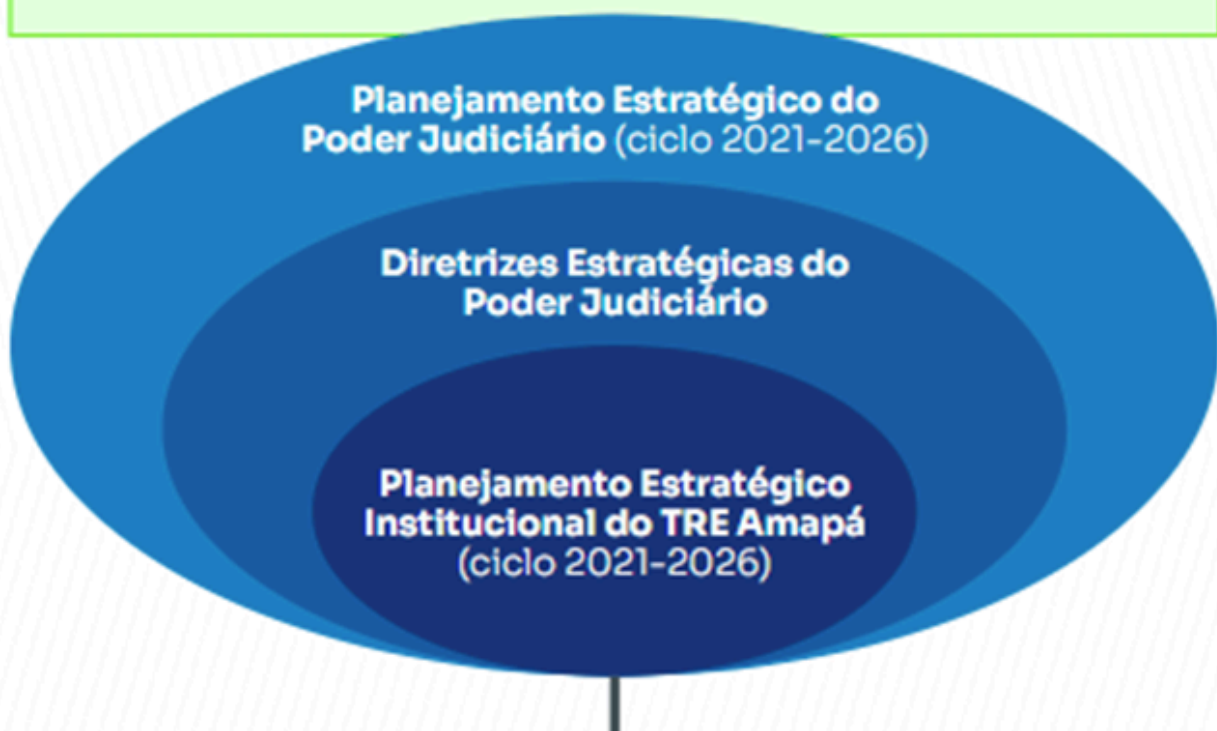 Planejamento Estratégico do
Poder Judiciário (ciclo 2021-2026)
Diretrizes Estratégicas do
Poder Judiciário
Planejamento Estratégico
Institucional do TRE Amapá
(ciclo 2021-2026)